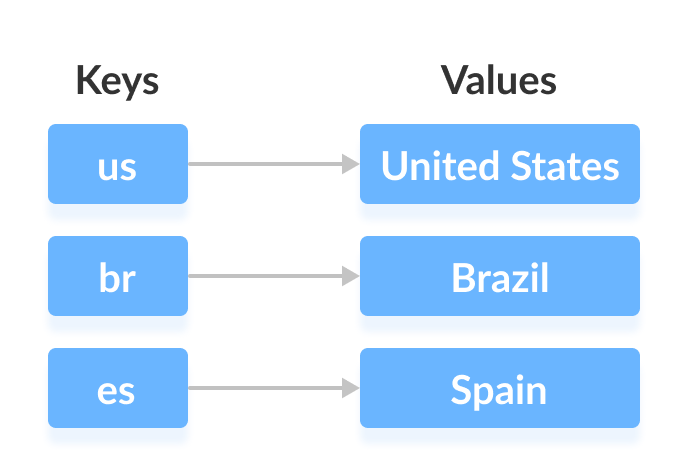 Keys Values
us United States
br Brazil
es Spain